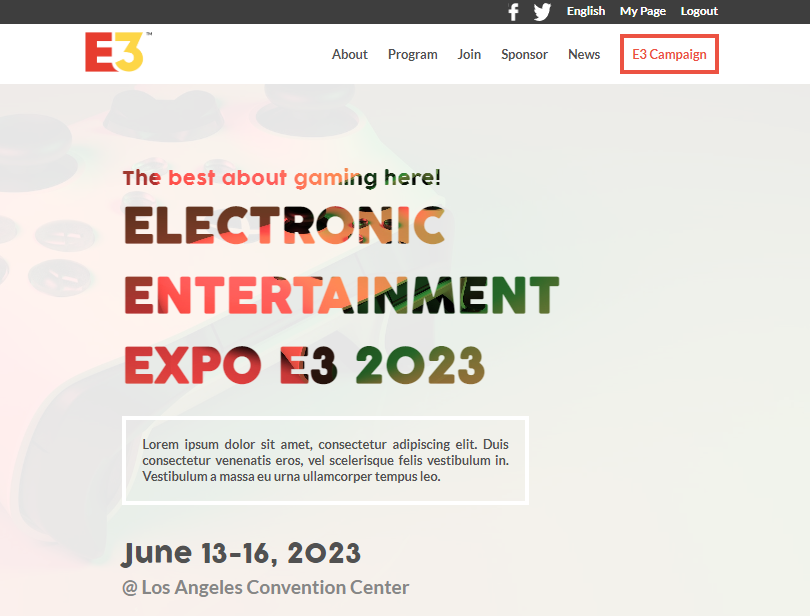 English My Page Logout
E3™
About Program Join Sponsor News E3 Campaign
The best about gaming here!
ELECTRONIC
ENTERTAINMENT
EXPO E3 2023
Lorem ipsum dolor sit amet, consectetur adipiscing elit. Duis
consectetur venenatis eros, vel scelerisque felis vestibulum in.
Vestibulum a massa eu urna ullamcorper tempus leo.
June 13-16, 2023
@ Los Angeles Convention Center